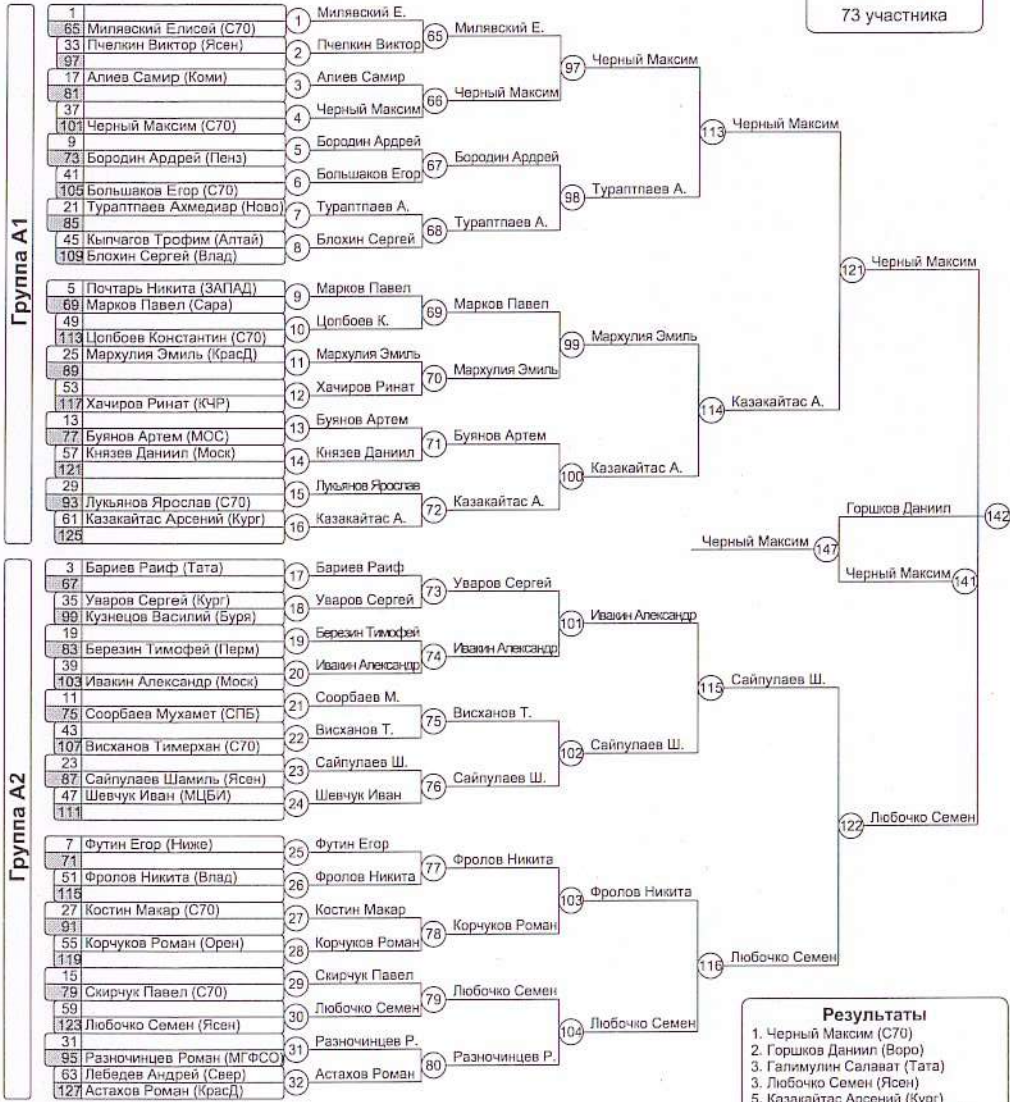 73 участника
Группа А1
1
65 Милявский Елисей (С70)
33 Пчелкин Виктор (Ясен)
97
17 Алиев Самир (Коми)
81
37
101 Черный Максим (С70)
9
73 Бородин Ардрей (Пенз)
41
105 Большаков Егор (С70)
21 Тураптпаев Ахмедиар (Ново)
85
45 Кыпчагов Трофим (Алтай)
109 Блохин Сергей (Влад)
5 Почтарь Никита (ЗАПАД)
69 Марков Павел (Сара)
49
113 Цопбоев Константин (С70)
25 Мархулия Эмиль (КрасД)
89
53
117 Хачиров Ринат (КЧР)
13
77 Буянов Артем (МОС)
57 Князев Даниил (Моск)
121
29
93 Лукьянов Ярослав (С70)
61 Казакайтас Арсений (Кург)
125
1 Милявский Е.
2 Пчелкин Виктор
3 Алиев Самир
4 Черный Максим
5 Бородин Ардрей
6 Большаков Егор
7 Тураптпаев А.
8 Блохин Сергей
9 Марков Павел
10 Цопбоев К.
11 Мархулия Эмиль
12 Хачиров Ринат
13 Буянов Артем
14 Князев Даниил
15 Лукьянов Ярослав
16 Казакайтас А.
65 Милявский Е.
66 Черный Максим
67 Бородин Ардрей
68 Тураптпаев А.
69 Марков Павел
70 Мархулия Эмиль
71 Буянов Артем
72 Казакайтас А.
97 Черный Максим
98 Тураптпаев А.
99 Мархулия Эмиль
100 Казакайтас А.
113 Черный Максим
114 Казакайтас А.
121 Черный Максим
Группа А2
3 Бариев Раиф (Тата)
67
35 Уваров Сергей (Кург)
99 Кузнецов Василий (Буря)
19
83 Березин Тимофей (Перм)
39
103 Ивакин Александр (Моск)
11
75 Соорбаев Мухамет (СПБ)
43
107 Висханов Тимерхан (С70)
23
87 Сайпулаев Шамиль (Ясен)
47 Шевчук Иван (МЦБИ)
111
7 Футин Егор (Ниже)
71
51 Фролов Никита (Влад)
115
27 Костин Макар (С70)
91
55 Корчуков Роман (Орен)
119
15
79 Скирчук Павел (С70)
59
123 Любочко Семен (Ясен)
31
95 Разночинцев Роман (МГФСО)
63 Лебедев Андрей (Свер)
127 Астахов Роман (КрасД)
17 Бариев Раиф
18 Уваров Сергей
19 Березин Тимофей
20 Ивакин Александр
21 Соорбаев М.
22 Висханов Т.
23 Сайпулаев Ш.
24 Шевчук Иван
25 Футин Егор
26 Фролов Никита
27 Костин Макар
28 Корчуков Роман
29 Скирчук Павел
30 Любочко Семен
31 Разночинцев Р.
32 Астахов Роман
73 Уваров Сергей
74 Ивакин Александр
75 Висханов Т.
76 Сайпулаев Ш.
77 Фролов Никита
78 Корчуков Роман
79 Любочко Семен
80 Разночинцев Р.
101 Ивакин Александр
102 Сайпулаев Ш.
103 Фролов Никита
104 Любочко Семен
115 Сайпулаев Ш.
116 Любочко Семен
122 Любочко Семен
Горшков Даниил 142
Черный Максим 147
Черный Максим 141
Результаты
1. Черный Максим (С70)
2. Горшков Даниил (Воро)
3. Галимулин Салават (Тата)
3. Любочко Семен (Ясен)
5. Казакайтас Арсений (Кург)